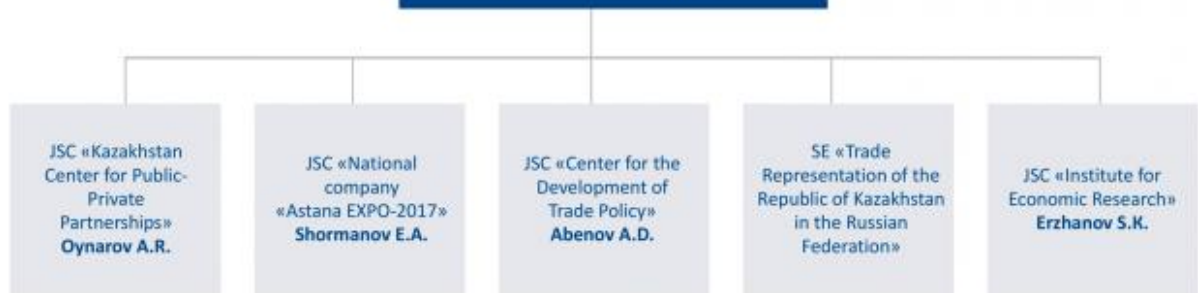 JSC «Kazakhstan
Center for Public-
Private
Partnerships»
Oynarov A.R.
JSC «National
company
«Astana EXPO-2017»
Shormanov E.A.
JSC «Center for the
Development of
Trade Policy»
Abenov A.D.
SE «Trade
Representation of the
Republic of Kazakhstan
in the Russian
Federation»
JSC «Institute for
Economic Research»
Erzhanov S.K.